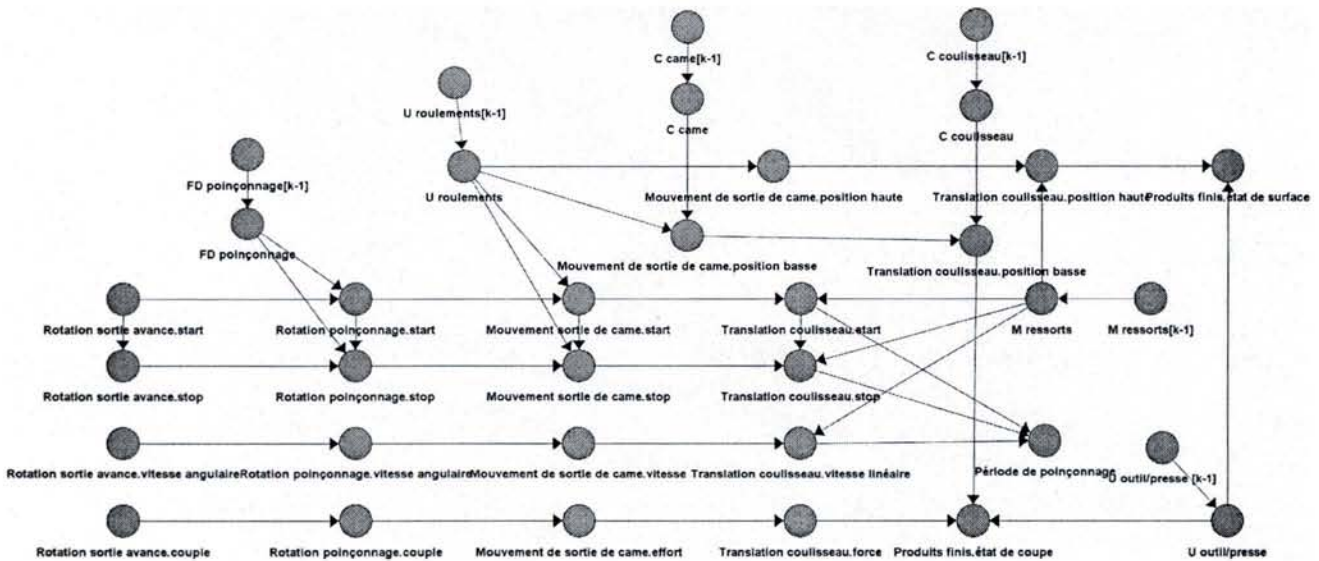 C came[k-1]
C coulisseau[k-1]
U roulements[k-1]
C came
C coulisseau
FD poinçonnage[k-1]
U roulements
Mouvement de sortie de came.position haute
Translation coulisseau.position haute
Produits finis.état de surface
FD poinçonnage
Mouvement de sortie de came.position basse
Translation coulisseau.position basse
Rotation sortie avance.start
Rotation poinçonnage.start
Mouvement sortie de came.start
Translation coulisseau.start
M ressorts
M ressorts[k-1]
Rotation sortie avance.stop
Rotation poinçonnage.stop
Mouvement sortie de came.stop
Translation coulisseau.stop
Rotation sortie avance.vitesse angulaire
Rotation poinçonnage.vitesse angulaire
Mouvement de sortie de came.vitesse
Translation coulisseau.vitesse linéaire
Période de poinçonnage
U outil/presse [k-1]
Rotation sortie avance.couple
Rotation poinçonnage.couple
Mouvement de sortie de came.effort
Translation coulisseau.force
Produits finis.état de coupe
U outil/presse